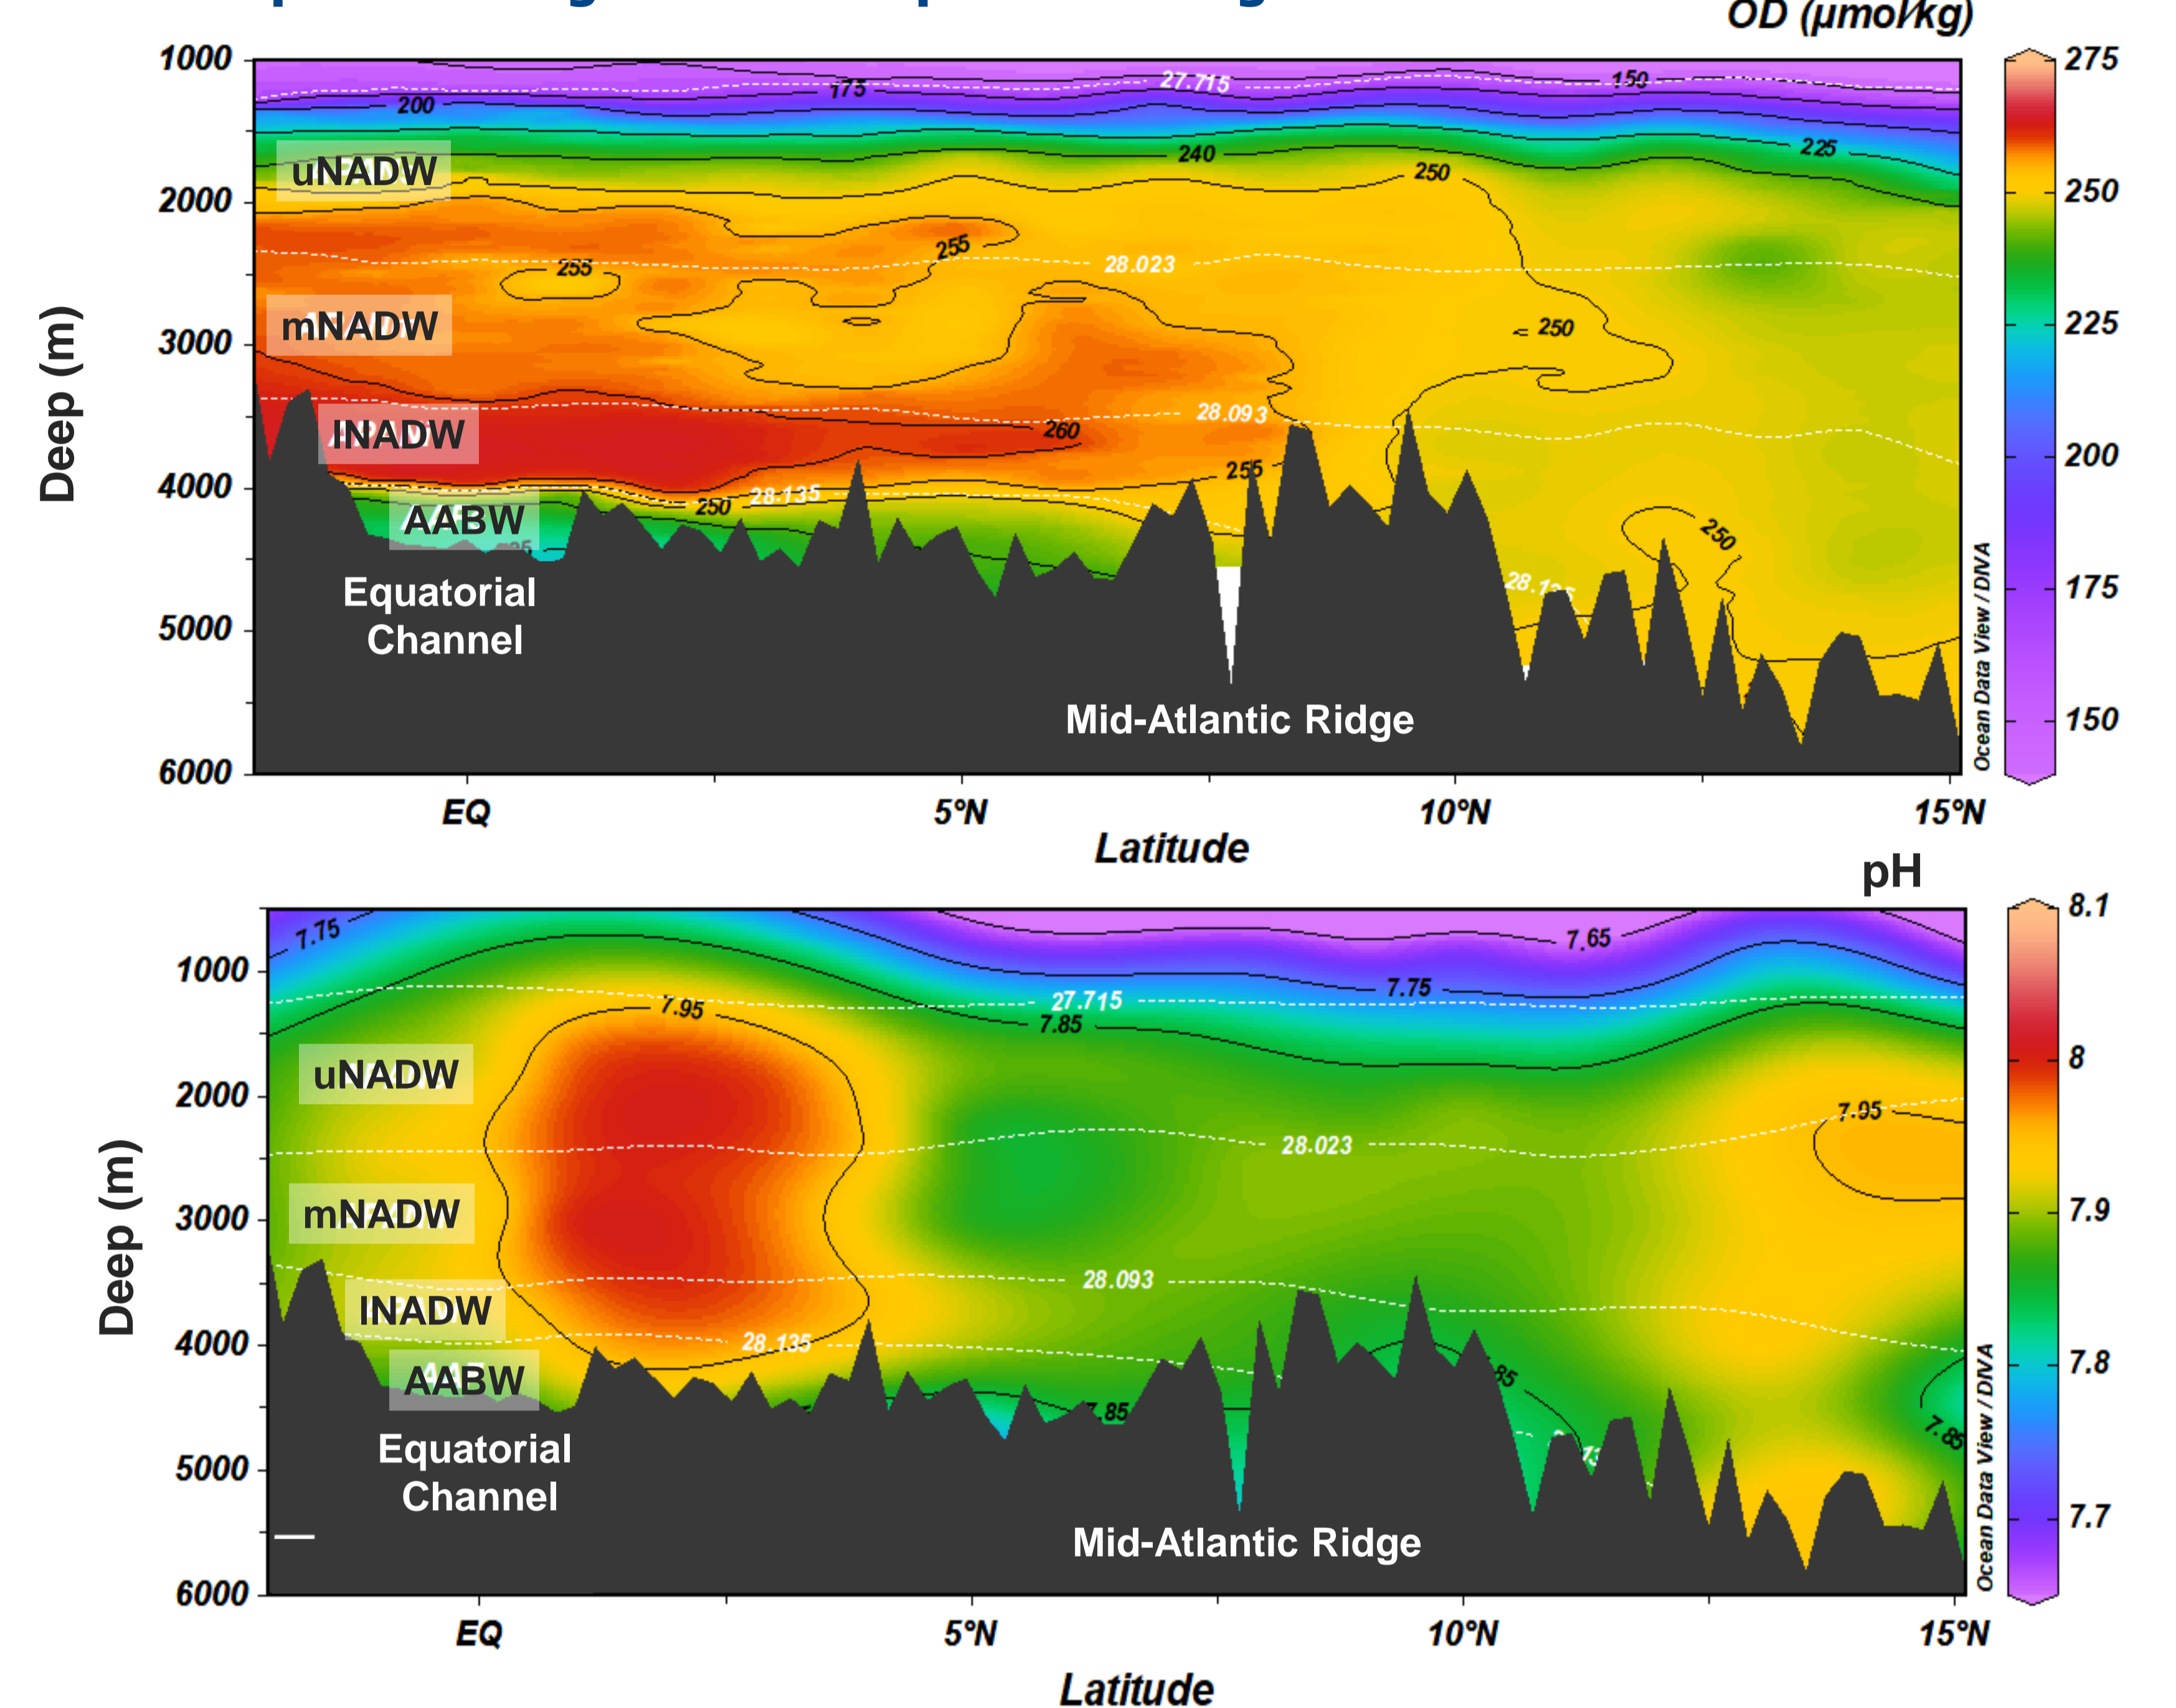 OD (µmol/kg)
1000
2000
3000
4000
5000
6000
Deep (m)
275
250
225
200
175
150
27.715
150
175
200
240
225
uNADW
250
255
255
28.023
mNADW
250
lNADW
28.093
260
255
28.135
250
AABW
250
Equatorial
Channel
Mid-Atlantic Ridge
Ocean Data View / DIVA
EQ
5°N
10°N
15°N
Latitude
pH
1000
2000
3000
4000
5000
6000
Deep (m)
8.1
8
7.9
7.8
7.7
7.75
7.65
7.75
7.95
27.715
7.85
uNADW
7.95
28.023
mNADW
28.093
lNADW
28.135
AABW
7.85
Equatorial
Channel
Mid-Atlantic Ridge
Ocean Data View / DIVA
EQ
5°N
10°N
15°N
Latitude